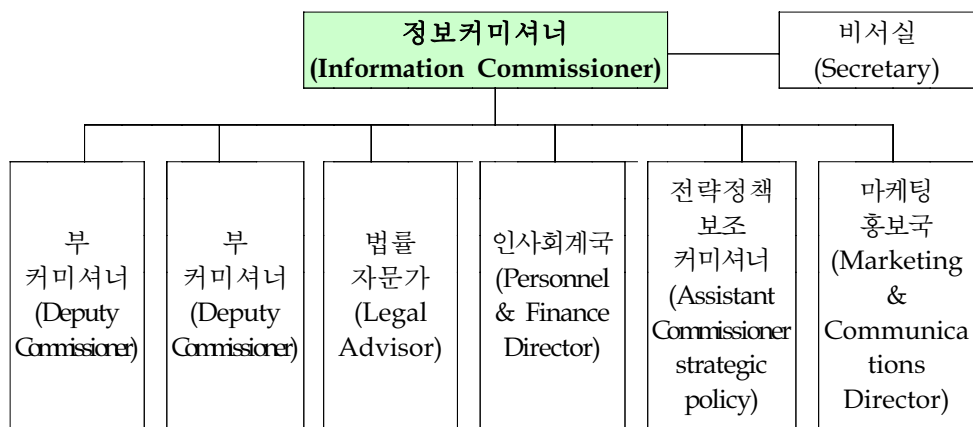 정보커미셔너
(Information Commissioner)
비서실
(Secretary)
부
커미셔너
(Deputy
Commissioner)
부
커미셔너
(Deputy
Commissioner)
법률
자문가
(Legal
Advisor)
인사회계국
(Personnel
& Finance
Director)
전략정책
보조
커미셔너
(Assistant
Commissioner
strategic
policy)
마케팅
홍보국
(Marketing
&
Communica
tions
Director)